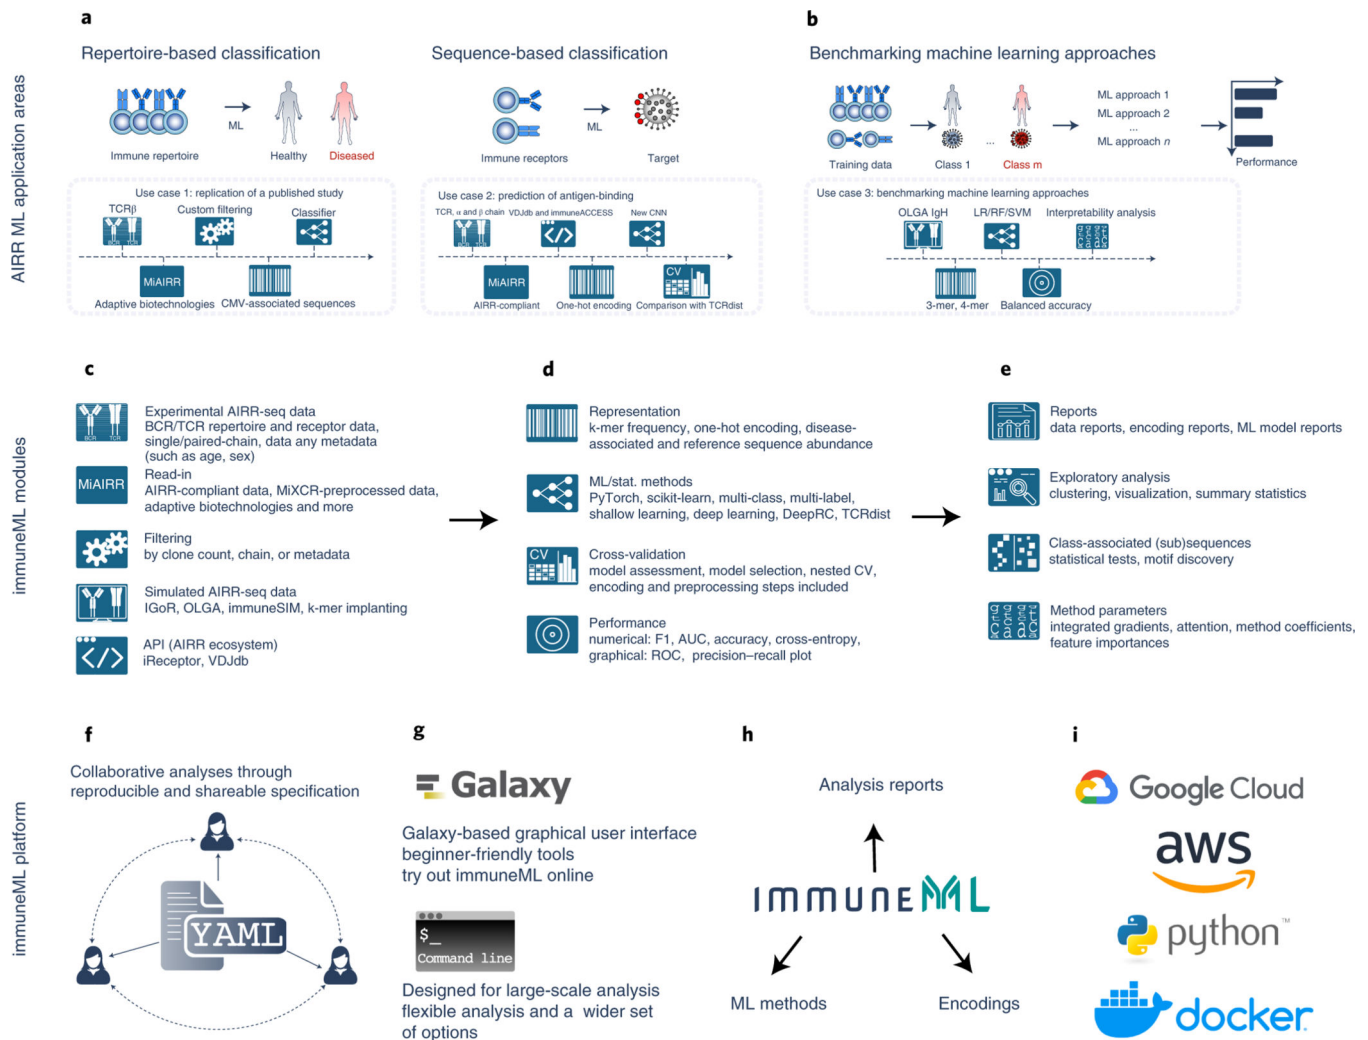 a
b
AIRR ML application areas
Repertoire-based classification
ML
Immune repertoire
Healthy
Diseased
Use case 1: replication of a published study
TCRβ
Custom filtering
Classifier
BCR TCR
MiAIRR
Adaptive biotechnologies
CMV-associated sequences
Sequence-based classification
ML
Immune receptors
Target
Use case 2: prediction of antigen-binding
TCR, α and β chain
VDJdb and immuneACCESS
New CNN
BCR TCR
</>
MiAIRR
CV
AIRR-compliant
One-hot encoding
Comparison with TCRdist
Benchmarking machine learning approaches
Training data
Class 1
...
Class m
ML approach 1
ML approach 2
...
ML approach n
Performance
Use case 3: benchmarking machine learning approaches
OLGA IgH
LR/RF/SVM
Interpretability analysis
3-mer, 4-mer
Balanced accuracy
immuneML modules
c
BCR TCR
Experimental AIRR-seq data
BCR/TCR repertoire and receptor data,
single/paired-chain, data any metadata
(such as age, sex)
MiAIRR
Read-in
AIRR-compliant data, MiXCR-preprocessed data,
adaptive biotechnologies and more
Filtering
by clone count, chain, or metadata
Simulated AIRR-seq data
IGoR, OLGA, immuneSIM, k-mer implanting
</>
API (AIRR ecosystem)
iReceptor, VDJdb
d
Representation
k-mer frequency, one-hot encoding, disease-
associated and reference sequence abundance
ML/stat. methods
PyTorch, scikit-learn, multi-class, multi-label,
shallow learning, deep learning, DeepRC, TCRdist
CV
Cross-validation
model assessment, model selection, nested CV,
encoding and preprocessing steps included
Performance
numerical: F1, AUC, accuracy, cross-entropy,
graphical: ROC, precision–recall plot
e
Reports
data reports, encoding reports, ML model reports
Exploratory analysis
clustering, visualization, summary statistics
Class-associated (sub)sequences
statistical tests, motif discovery
Method parameters
integrated gradients, attention, method coefficients,
feature importances
immuneML platform
f
Collaborative analyses through
reproducible and shareable specification
YAML
g
Galaxy
Galaxy-based graphical user interface
beginner-friendly tools
try out immuneML online
$_
Command line
Designed for large-scale analysis
flexible analysis and a wider set
of options
h
Analysis reports
IMMUNEML
ML methods
Encodings
i
Google Cloud
aws
python™
docker